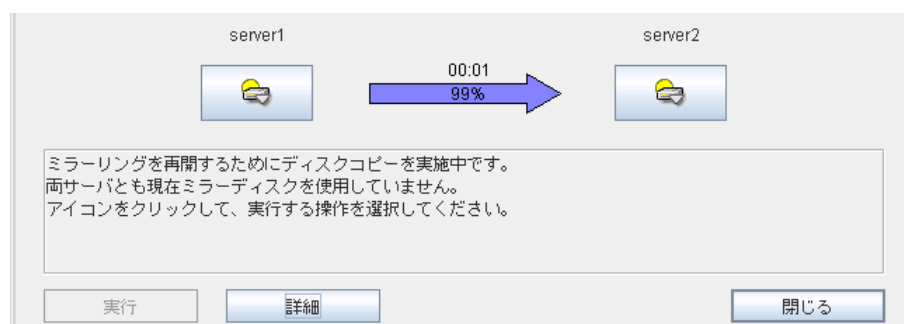 server1
server2
00:01
99%
ミラーリングを再開するためにディスクコピーを実施中です。
両サーバとも現在ミラーディスクを使用していません。
アイコンをクリックして、実行する操作を選択してください。
実行
詳細
閉じる